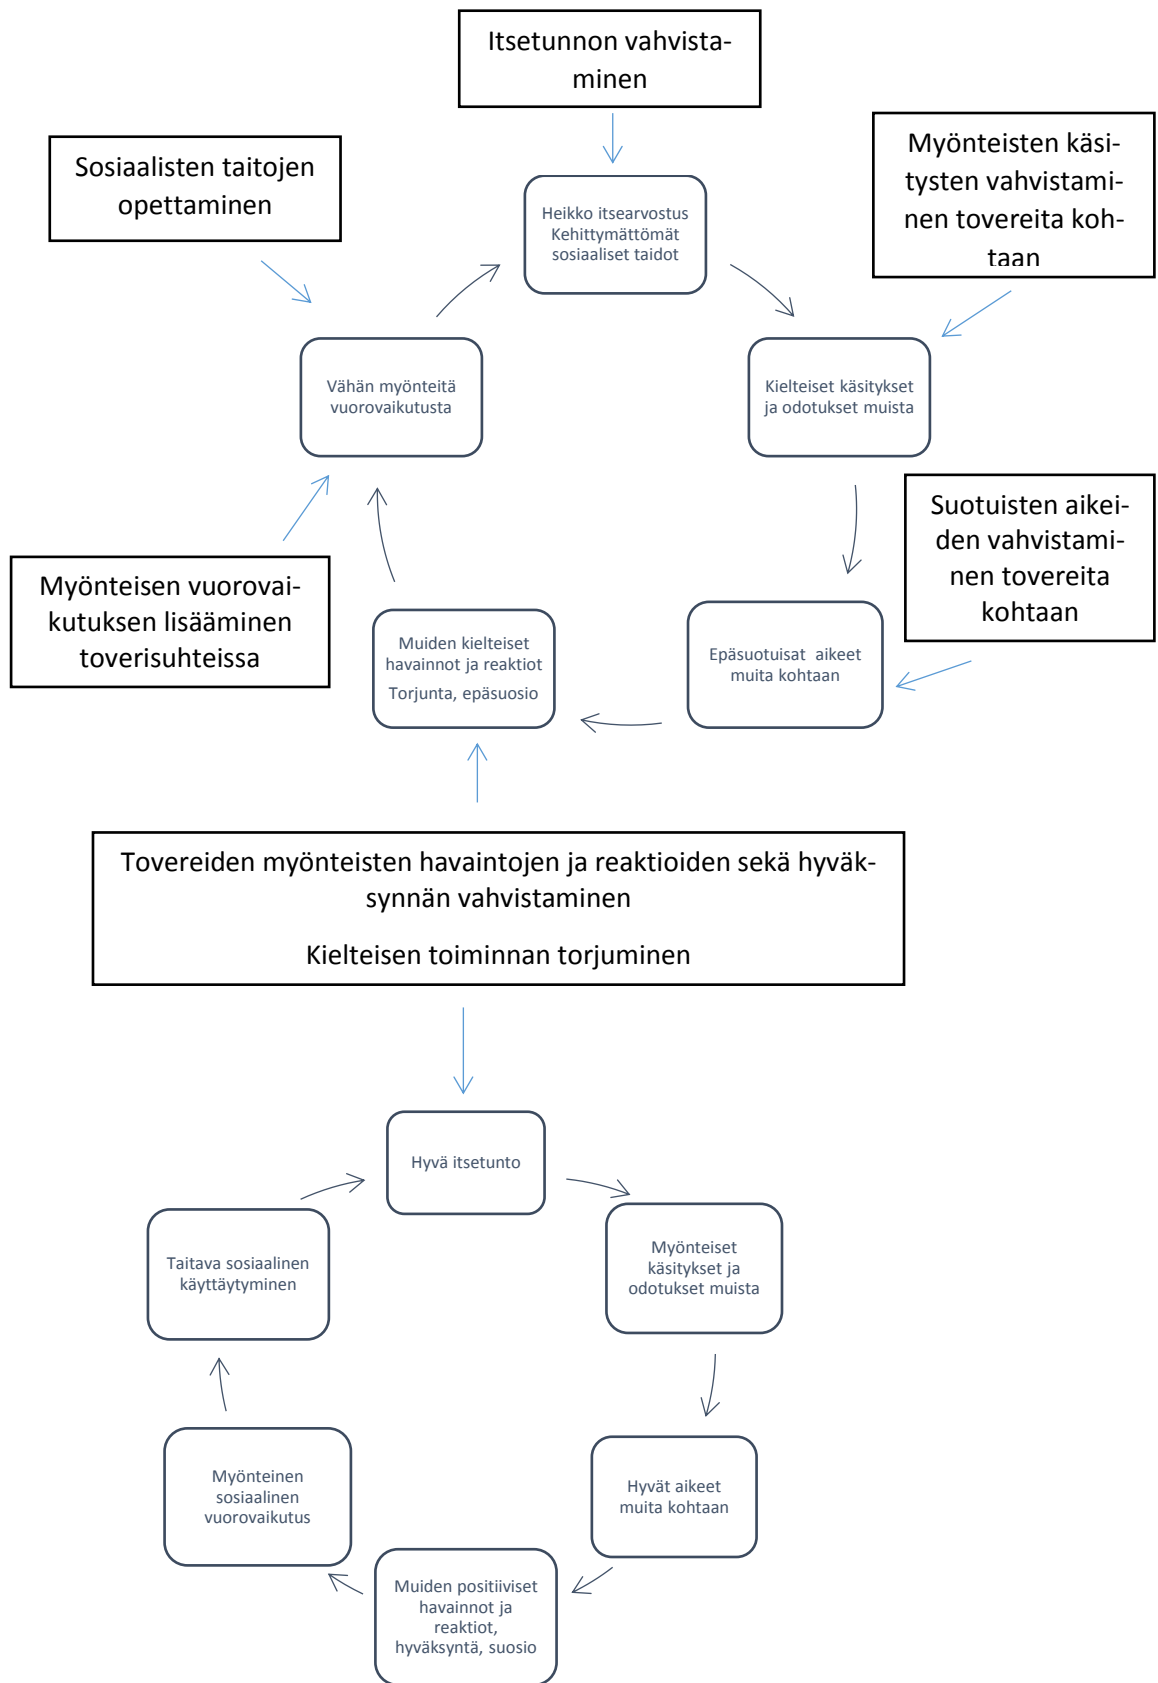 Itsetunnon vahvista-
minen
Sosiaalisten taitojen
opettaminen
Myönteisten käsi-
tysten vahvistami-
nen tovereita koh-
taan
Heikko itsearvostus
Kehittymättömät
sosiaaliset taidot
Vähän myönteitä
vuorovaikutusta
Kielteiset käsitykset
ja odotukset muista
Suotuisten aikei-
den vahvistami-
nen tovereita
kohtaan
Myönteisen vuorovai-
kutuksen lisääminen
toverisuhteissa
Muiden kielteiset
havainnot ja reaktiot
Torjunta, epäsuosio
Epäsuotuisat aikeet
muita kohtaan
Tovereiden myönteisten havaintojen ja reaktioiden sekä hyväk-
synnän vahvistaminen
Kielteisen toiminnan torjuminen
Hyvä itsetunto
Taitava sosiaalinen
käyttäytyminen
Myönteiset
käsitykset ja
odotukset muista
Myönteinen
sosiaalinen
vuorovaikutus
Hyvät aikeet
muita kohtaan
Muiden positiiviset
havainnot ja
reaktiot,
hyväksyntä, suosio